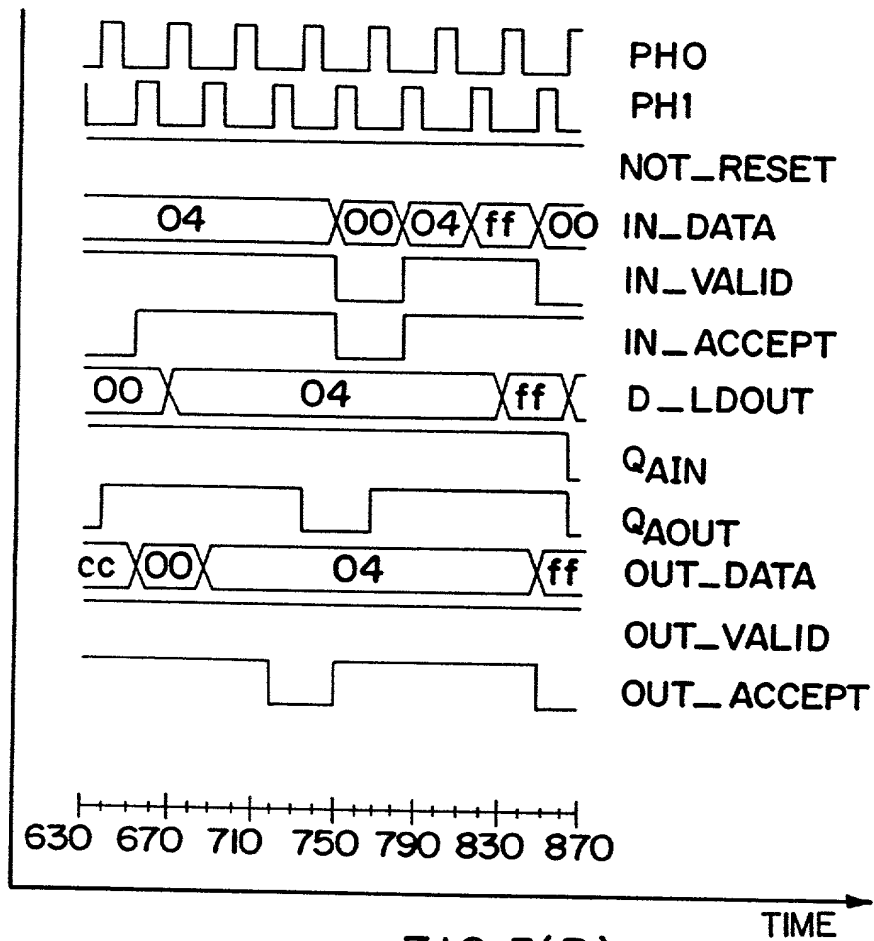 PH0
PH1
NOT_RESET
04 00 04 ff 00 IN_DATA
IN_VALID
IN_ACCEPT
00 04 ff D_LDOUT
QAIN
QAOUT
cc 00 04 ff OUT_DATA
OUT_VALID
OUT_ACCEPT
630 670 710 750 790 830 870
TIME